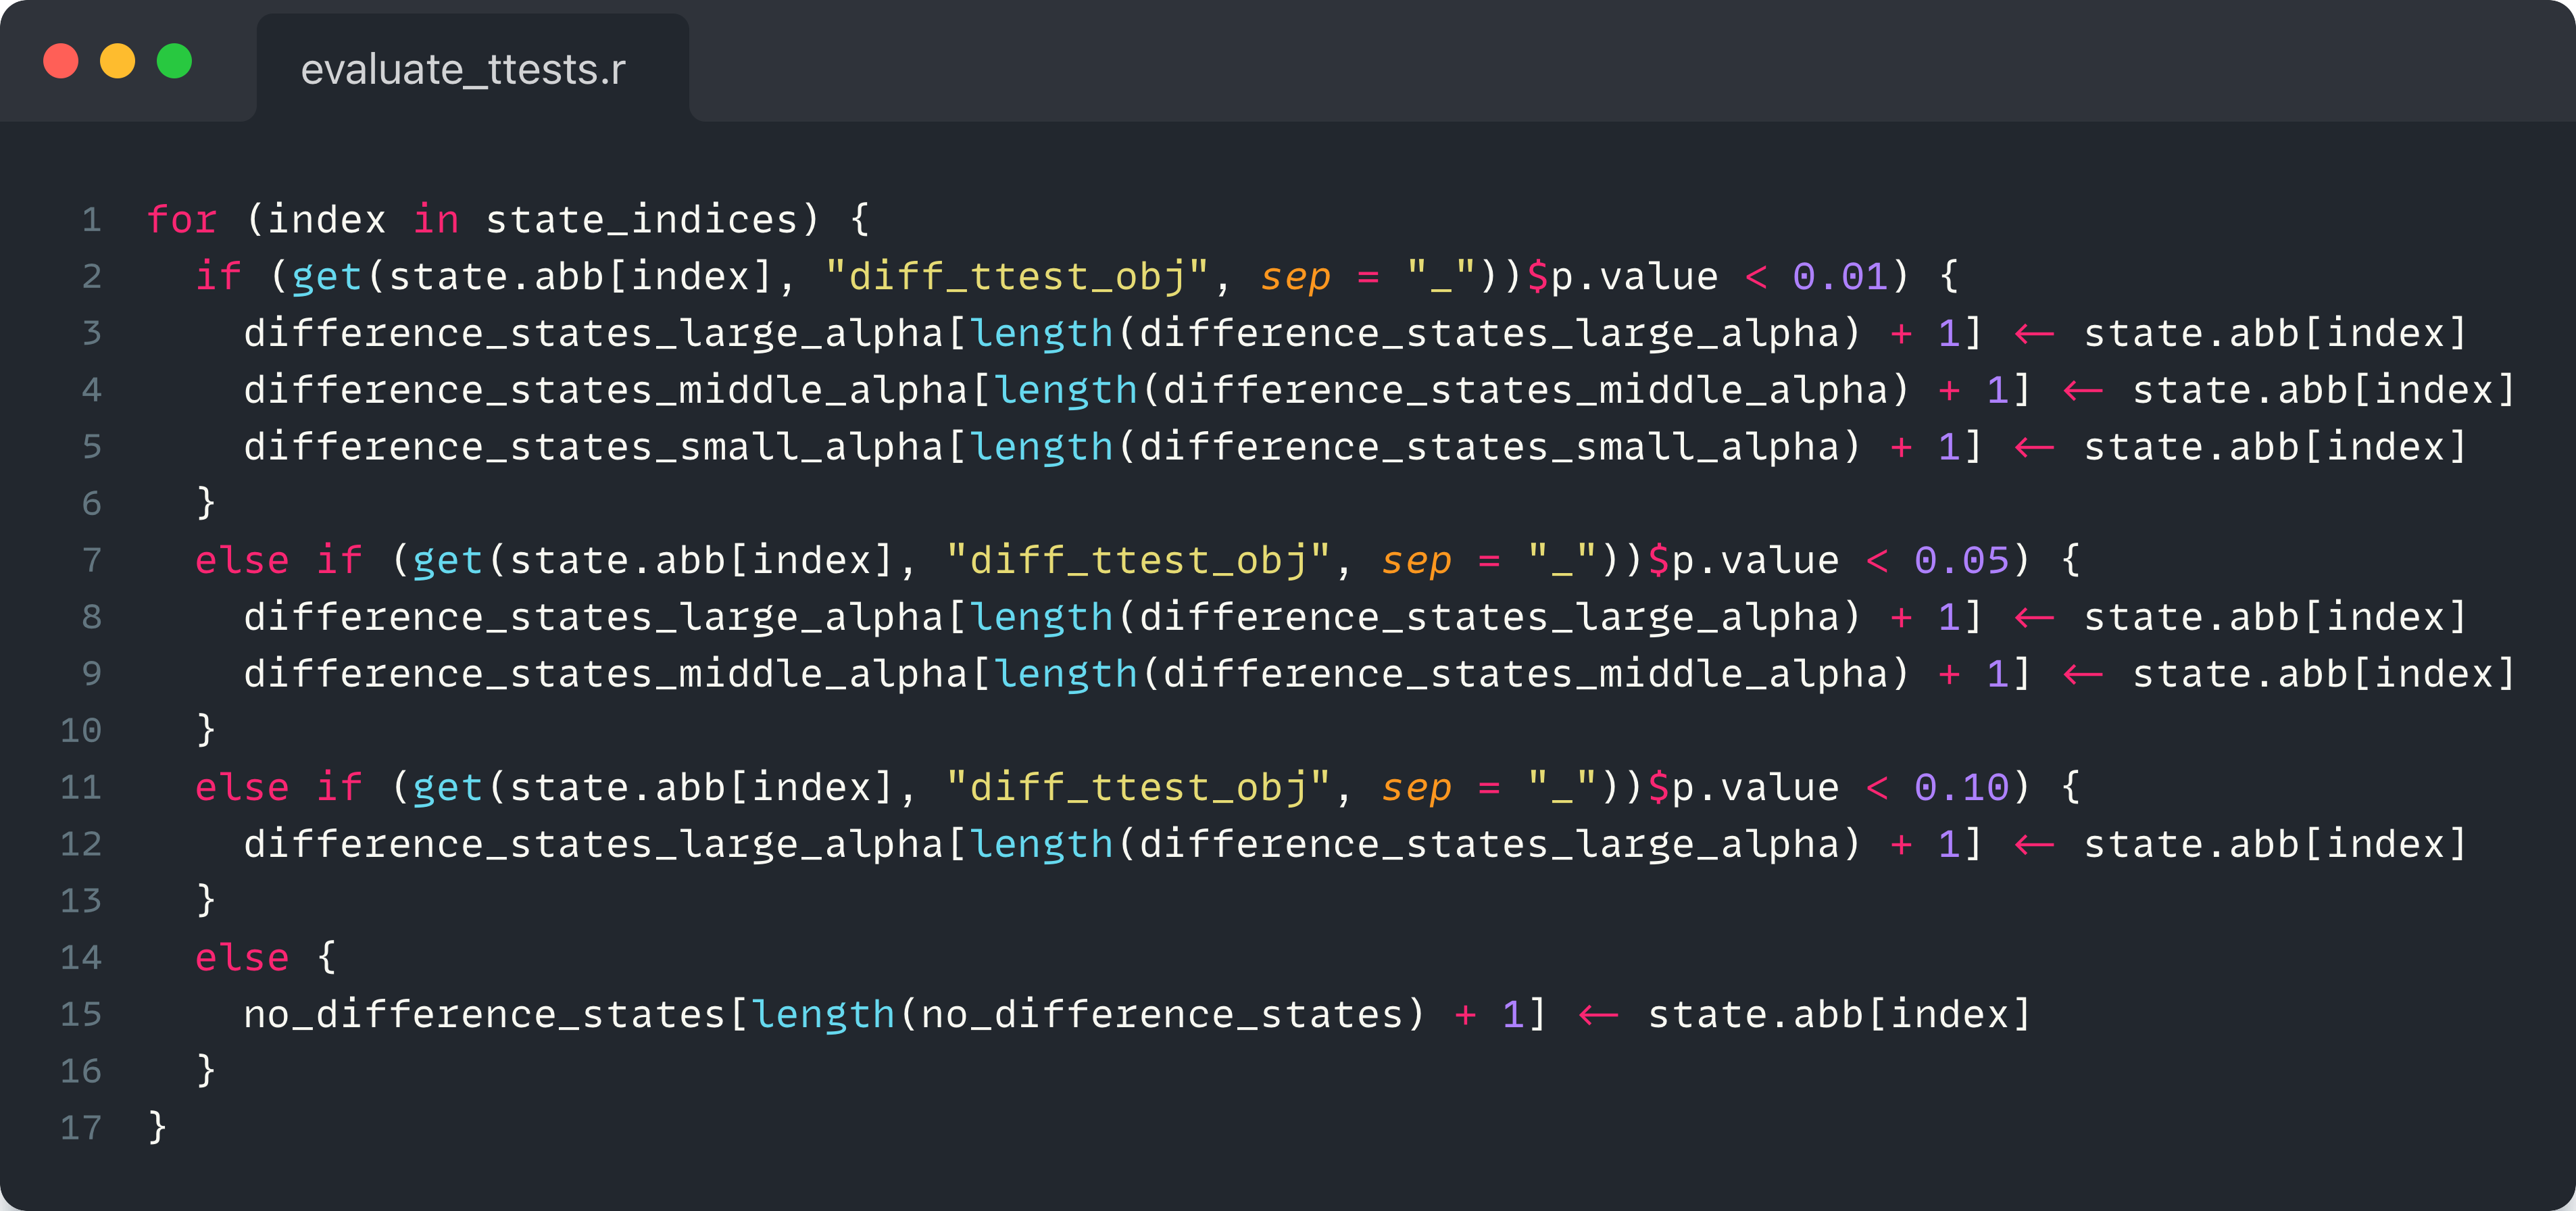 evaluate_ttests.r
1 for (index in state_indices) {
2   if (get(state.abb[index], "diff_ttest_obj", sep = "_"))$p.value < 0.01) {
3     difference_states_large_alpha[length(difference_states_large_alpha) + 1] <- state.abb[index]
4     difference_states_middle_alpha[length(difference_states_middle_alpha) + 1] <- state.abb[index]
5     difference_states_small_alpha[length(difference_states_small_alpha) + 1] <- state.abb[index]
6   }
7   else if (get(state.abb[index], "diff_ttest_obj", sep = "_"))$p.value < 0.05) {
8     difference_states_large_alpha[length(difference_states_large_alpha) + 1] <- state.abb[index]
9     difference_states_middle_alpha[length(difference_states_middle_alpha) + 1] <- state.abb[index]
10   }
11   else if (get(state.abb[index], "diff_ttest_obj", sep = "_"))$p.value < 0.10) {
12     difference_states_large_alpha[length(difference_states_large_alpha) + 1] <- state.abb[index]
13   }
14   else {
15     no_difference_states[length(no_difference_states) + 1] <- state.abb[index]
16   }
17 }